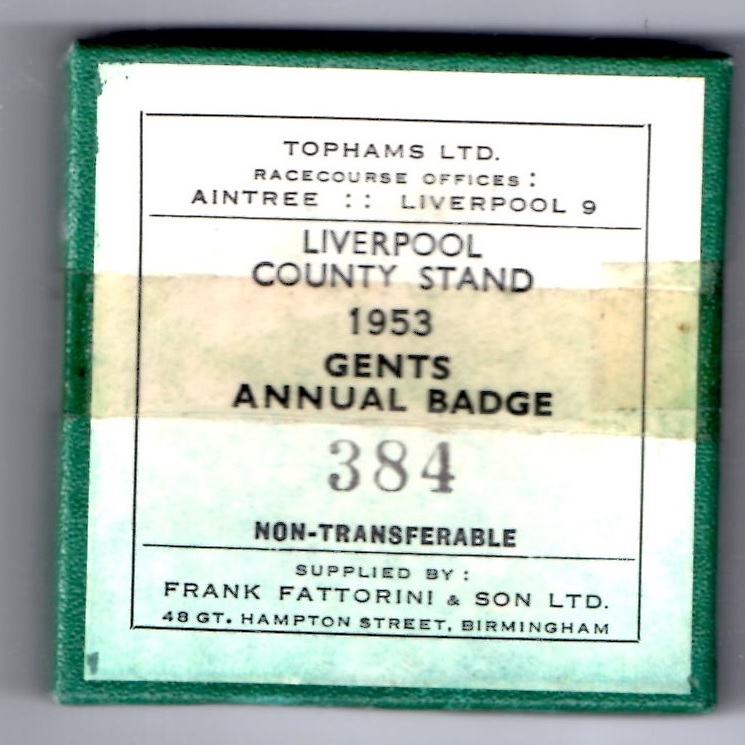 TOPHAMS LTD.
RACECOURSE OFFICES:
AINTREE :: LIVERPOOL 9
LIVERPOOL
COUNTY STAND
1953
GENTS
ANNUAL BADGE
384
NON-TRANSFERABLE
SUPPLIED BY:
FRANK FATTORINI & SON LTD.
48 GT. HAMPTON STREET, BIRMINGHAM